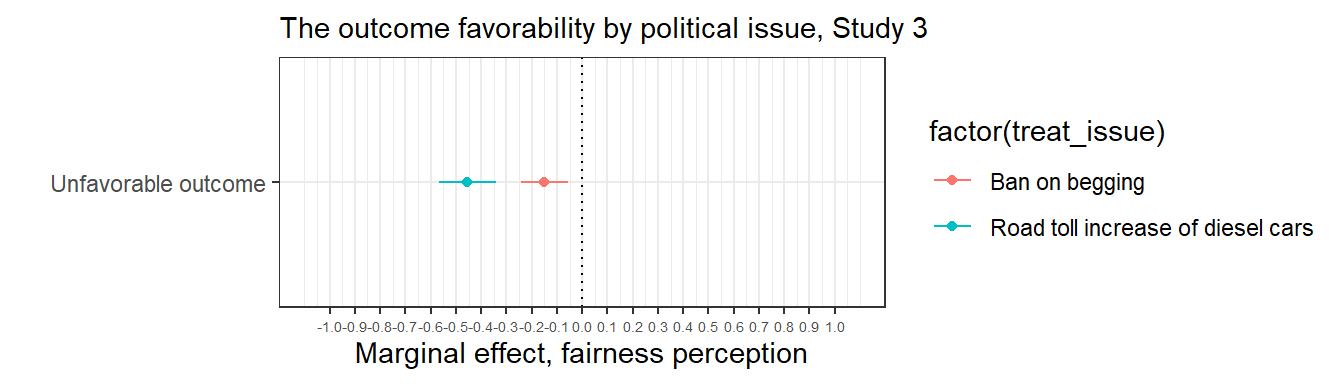 The outcome favorability by political issue, Study 3
Unfavorable outcome
-1.0 -0.9 -0.8 -0.7 -0.6 -0.5 -0.4 -0.3 -0.2 -0.1 0.0 0.1 0.2 0.3 0.4 0.5 0.6 0.7 0.8 0.9 1.0
Marginal effect, fairness perception
factor(treat_issue)
Ban on begging
Road toll increase of diesel cars